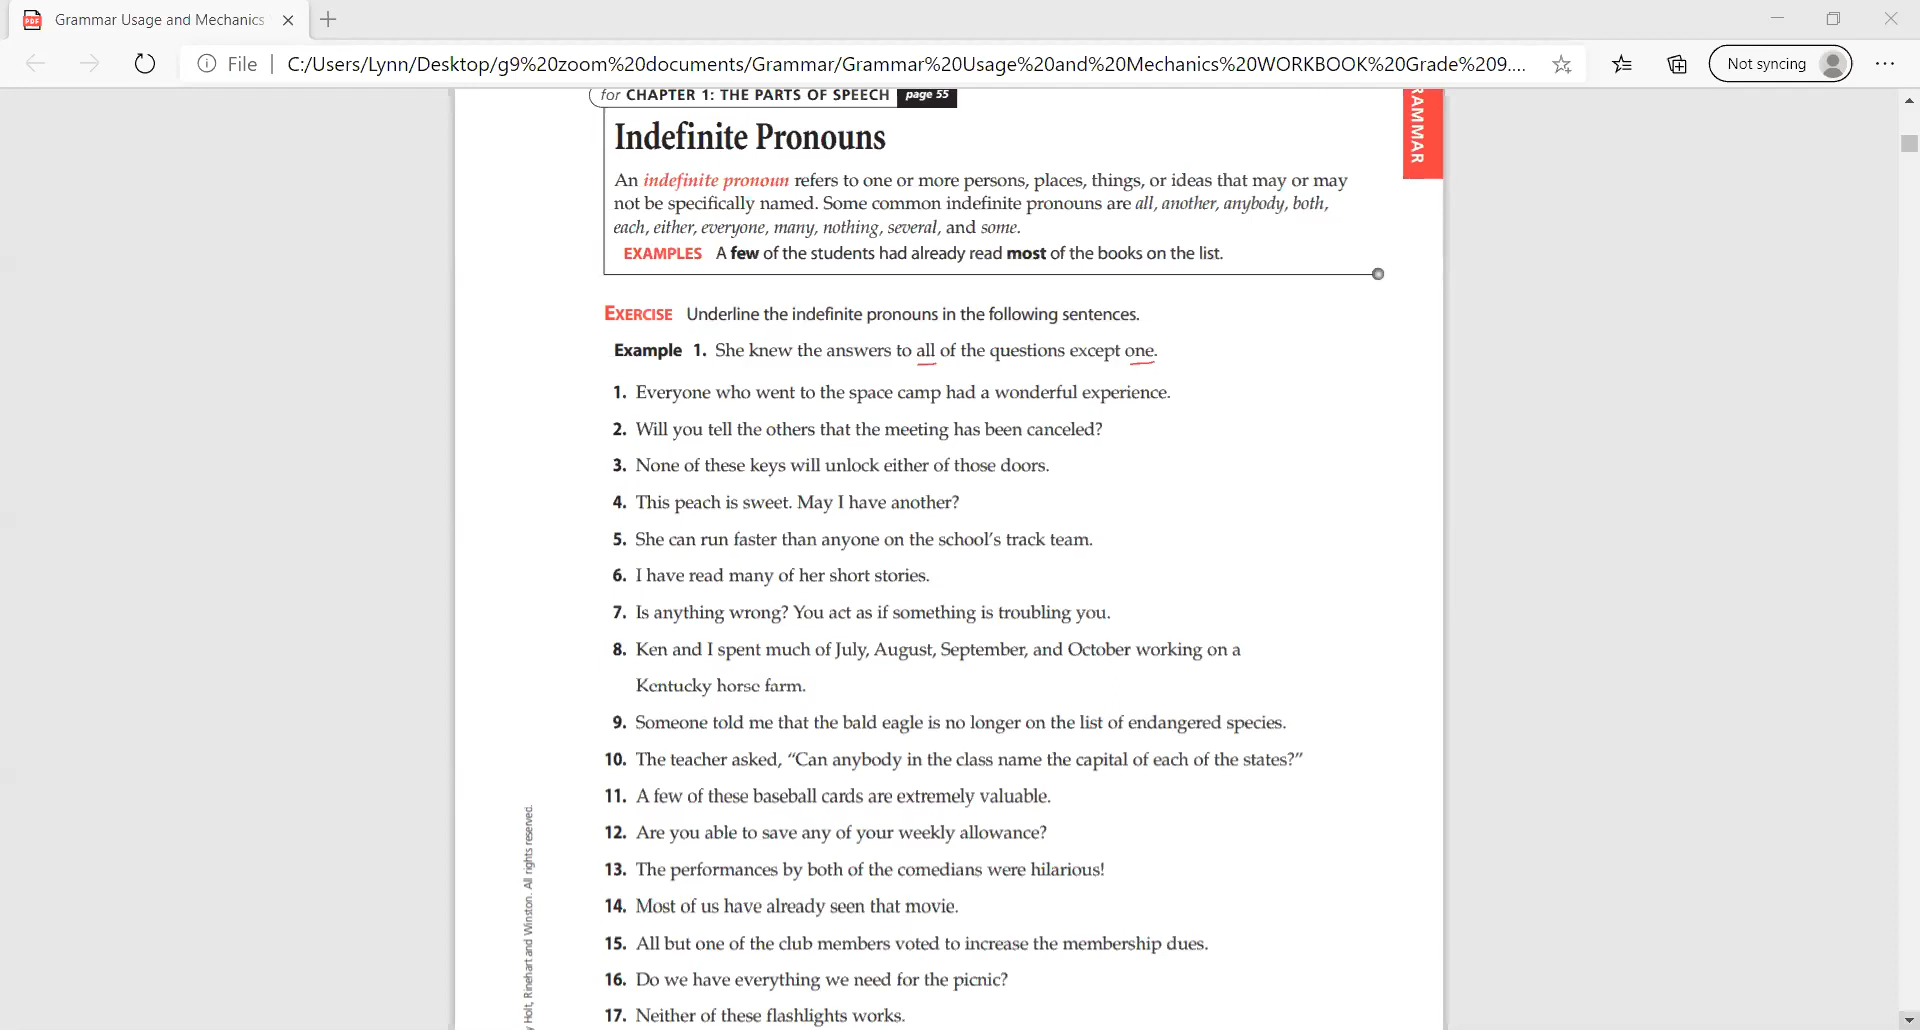 Grammar Usage and Mechanics
File | C:/Users/Lynn/Desktop/g9%20zoom%20documents/Grammar/Grammar%20Usage%20and%20Mechanics%20WORKBOOK%20Grade%209....
Not syncing
for CHAPTER 1: THE PARTS OF SPEECH page 55
RAMMAR
Indefinite Pronouns
An indefinite pronoun refers to one or more persons, places, things, or ideas that may or may
not be specifically named. Some common indefinite pronouns are all, another, anybody, both,
each, either, everyone, many, nothing, several, and some.
EXAMPLES A few of the students had already read most of the books on the list.
EXERCISE Underline the indefinite pronouns in the following sentences.
Example 1. She knew the answers to all of the questions except one.
1. Everyone who went to the space camp had a wonderful experience.
2. Will you tell the others that the meeting has been canceled?
3. None of these keys will unlock either of those doors.
4. This peach is sweet. May I have another?
5. She can run faster than anyone on the school's track team.
6. I have read many of her short stories.
7. Is anything wrong? You act as if something is troubling you.
8. Ken and I spent much of July, August, September, and October working on a
Kentucky horse farm.
9. Someone told me that the bald eagle is no longer on the list of endangered species.
10. The teacher asked, “Can anybody in the class name the capital of each of the states?”
11. A few of these baseball cards are extremely valuable.
12. Are you able to save any of your weekly allowance?
13. The performances by both of the comedians were hilarious!
14. Most of us have already seen that movie.
15. All but one of the club members voted to increase the membership dues.
16. Do we have everything we need for the picnic?
17. Neither of these flashlights works.
y Holt, Rinehart and Winston. All rights reserved.